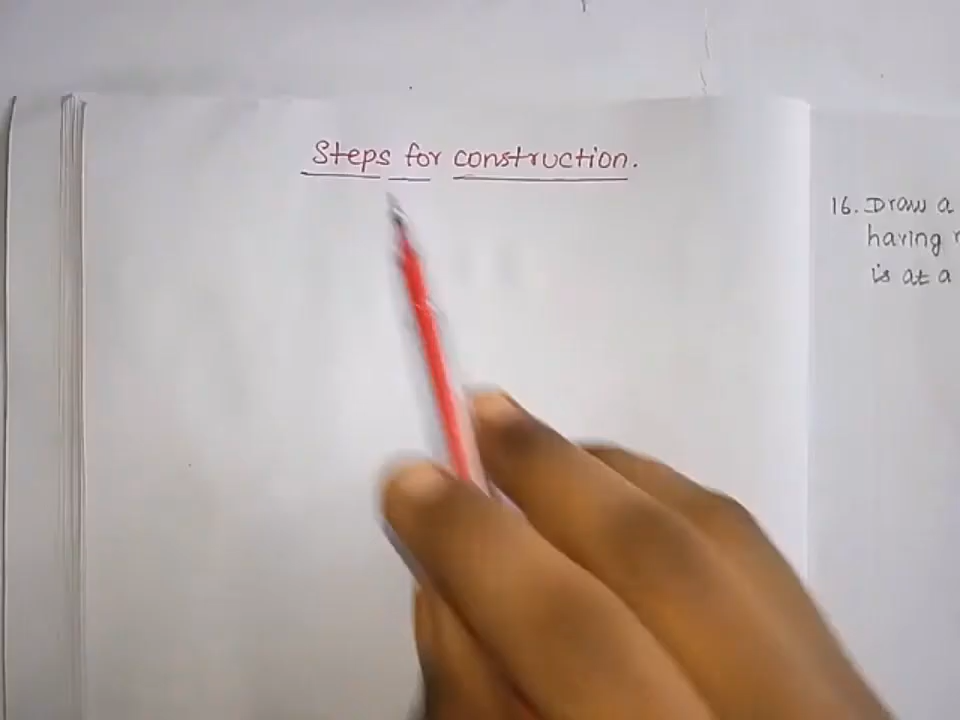 Steps for construction.
16. Draw a
having
is at a